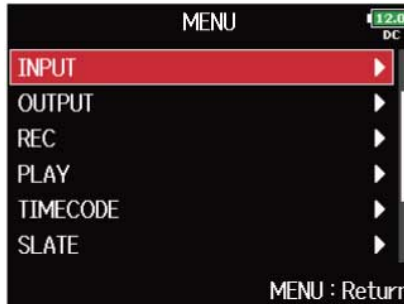 MENU
12.0
DC
INPUT
OUTPUT
REC
PLAY
TIMECODE
SLATE
MENU : Return